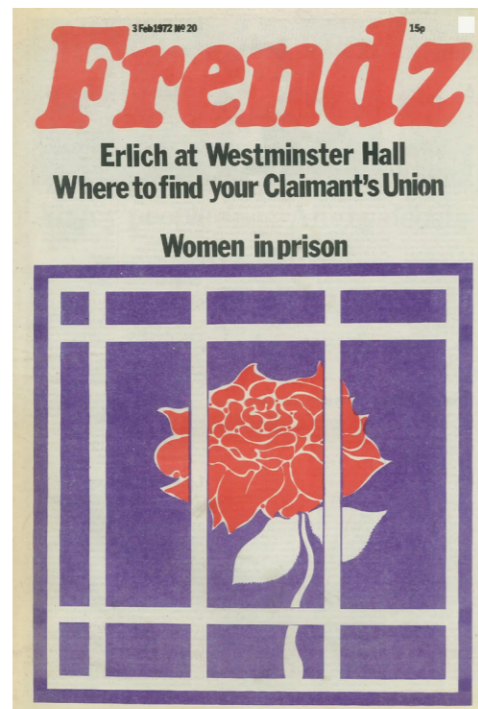 3 Feb 1972 Nº 20
15p
Frendz
Erlich at Westminster Hall
Where to find your Claimant's Union
Women in prison